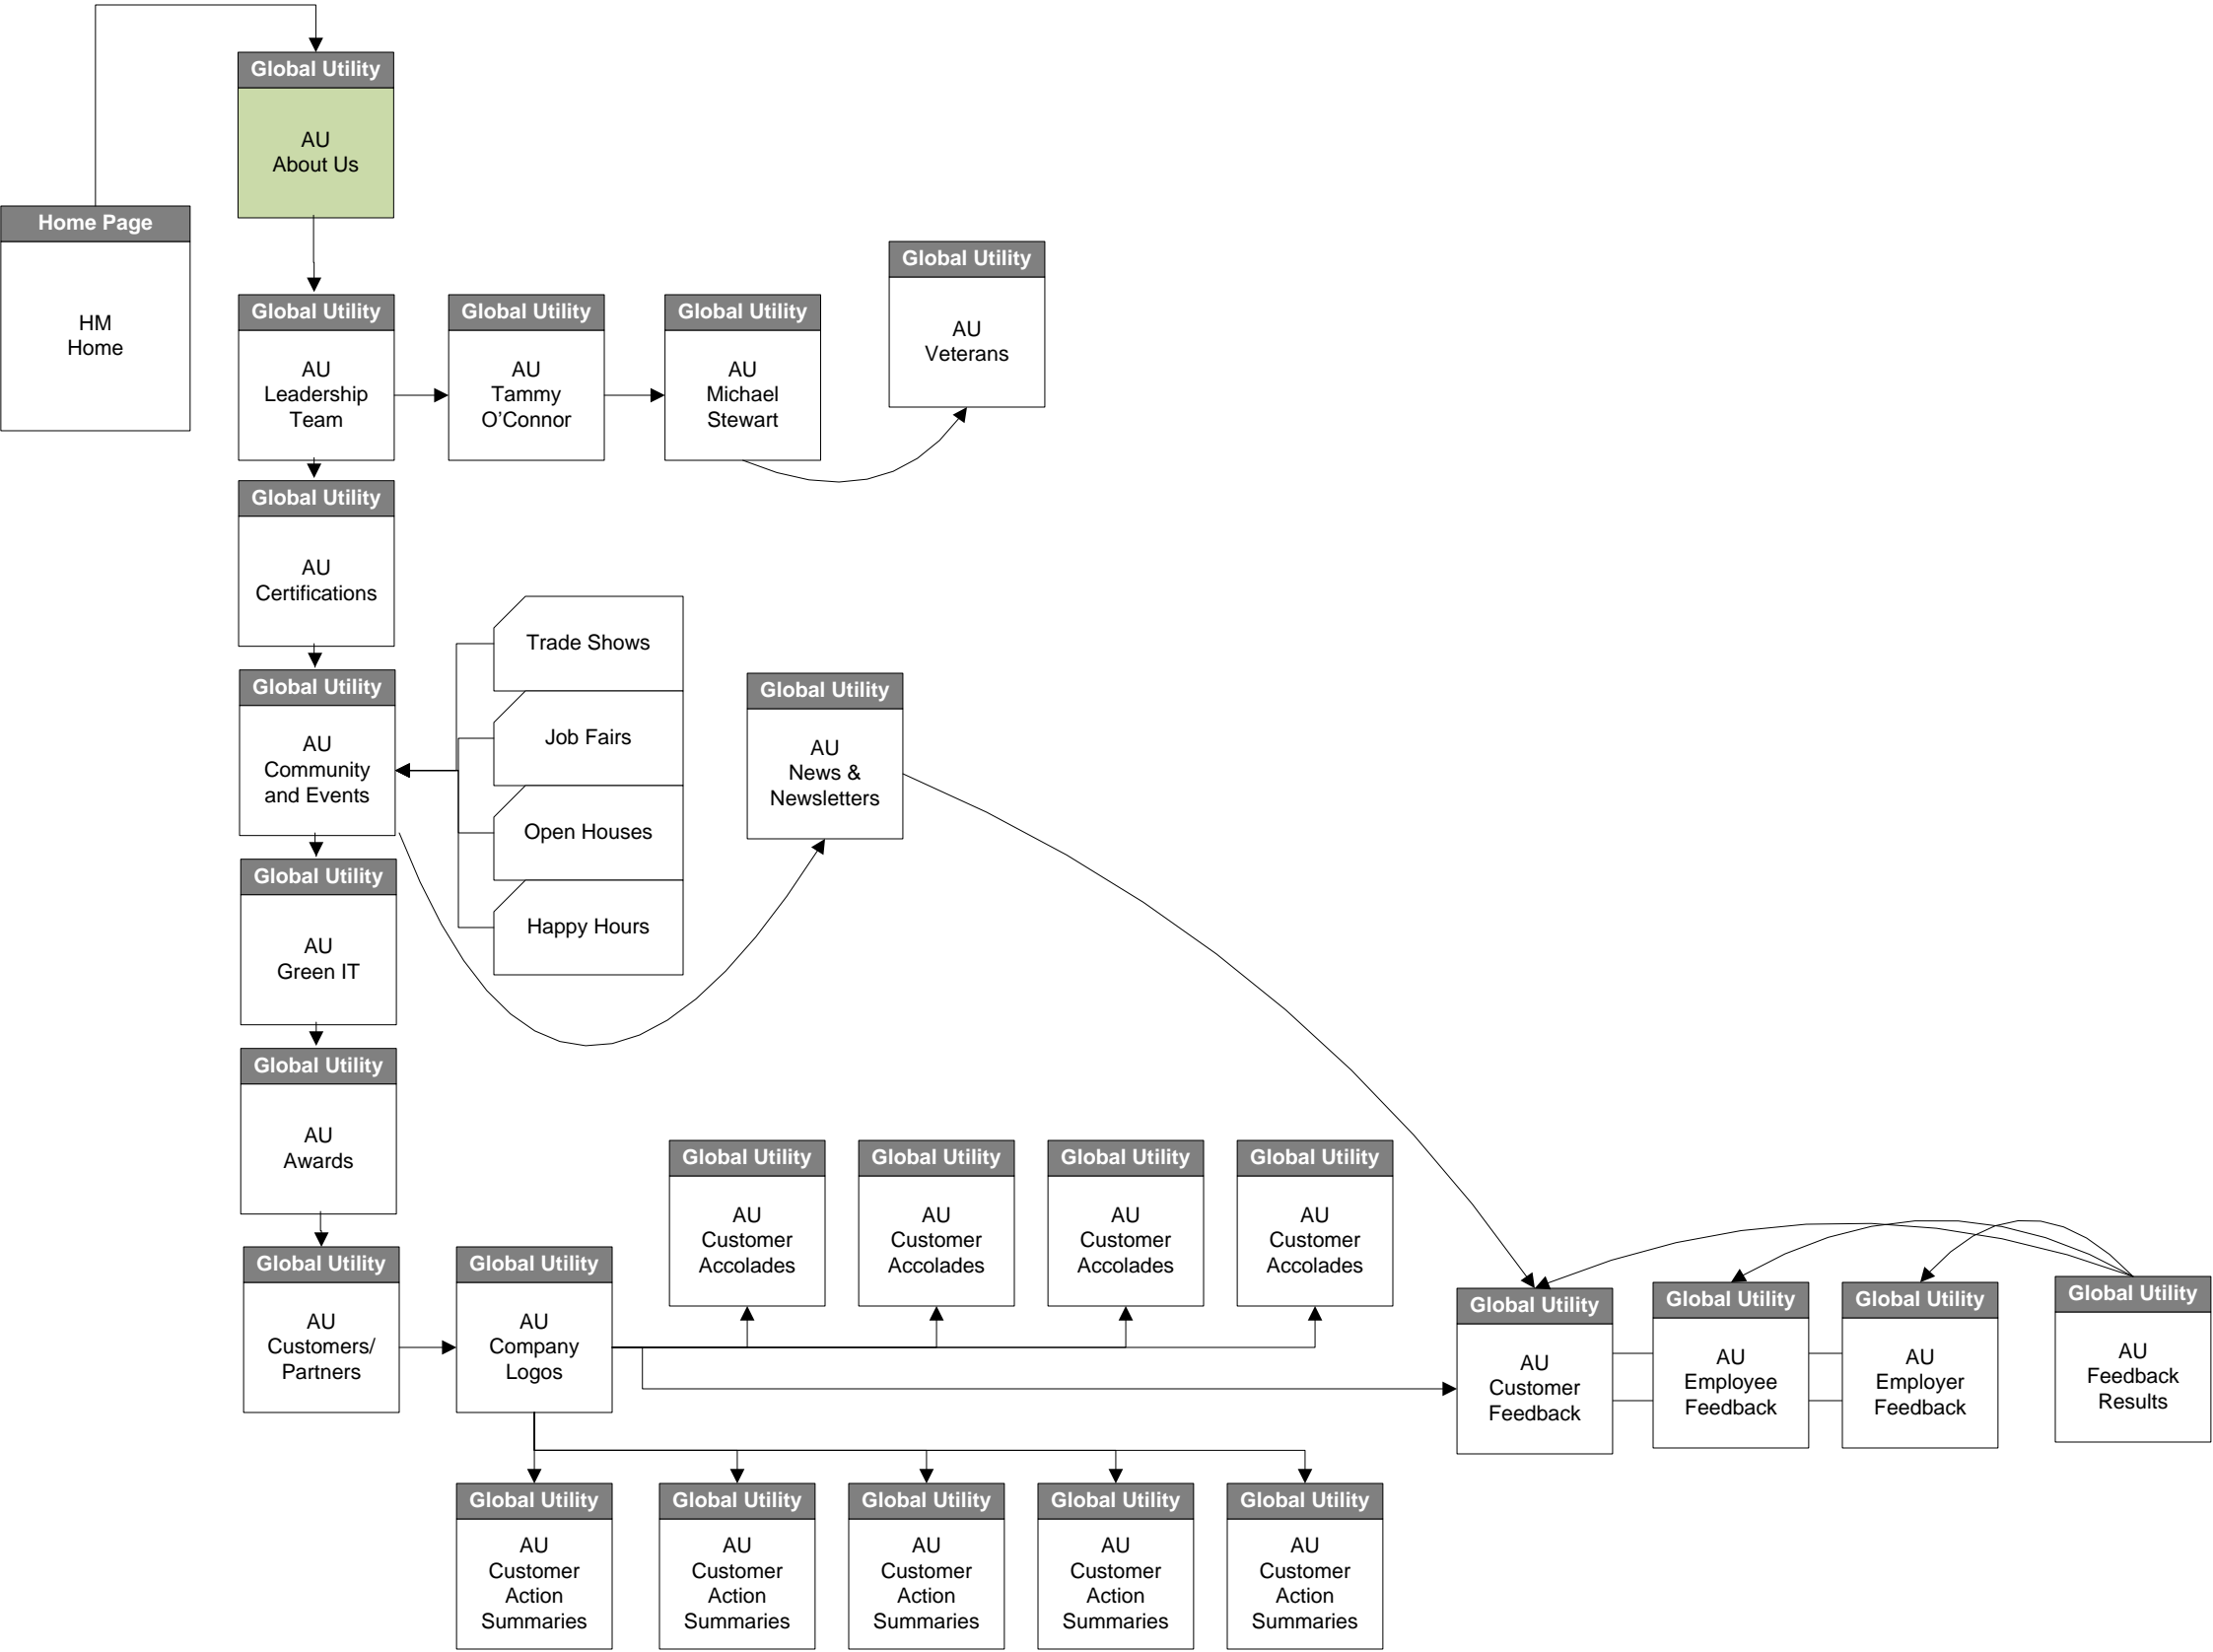 Global Utility
AU
About Us
Home Page
HM
Home
Global Utility
AU
Leadership
Team
Global Utility
AU
Tammy
O'Connor
Global Utility
AU
Michael
Stewart
Global Utility
AU
Veterans
Global Utility
AU
Certifications
Global Utility
AU
Community
and Events
Trade Shows
Job Fairs
Open Houses
Happy Hours
Global Utility
AU
News &
Newsletters
Global Utility
AU
Green IT
Global Utility
AU
Awards
Global Utility
AU
Customers/
Partners
Global Utility
AU
Company
Logos
Global Utility
AU
Customer
Accolades
Global Utility
AU
Customer
Accolades
Global Utility
AU
Customer
Accolades
Global Utility
AU
Customer
Accolades
Global Utility
AU
Customer
Feedback
Global Utility
AU
Employee
Feedback
Global Utility
AU
Employer
Feedback
Global Utility
AU
Feedback
Results
Global Utility
AU
Customer
Action
Summaries
Global Utility
AU
Customer
Action
Summaries
Global Utility
AU
Customer
Action
Summaries
Global Utility
AU
Customer
Action
Summaries
Global Utility
AU
Customer
Action
Summaries